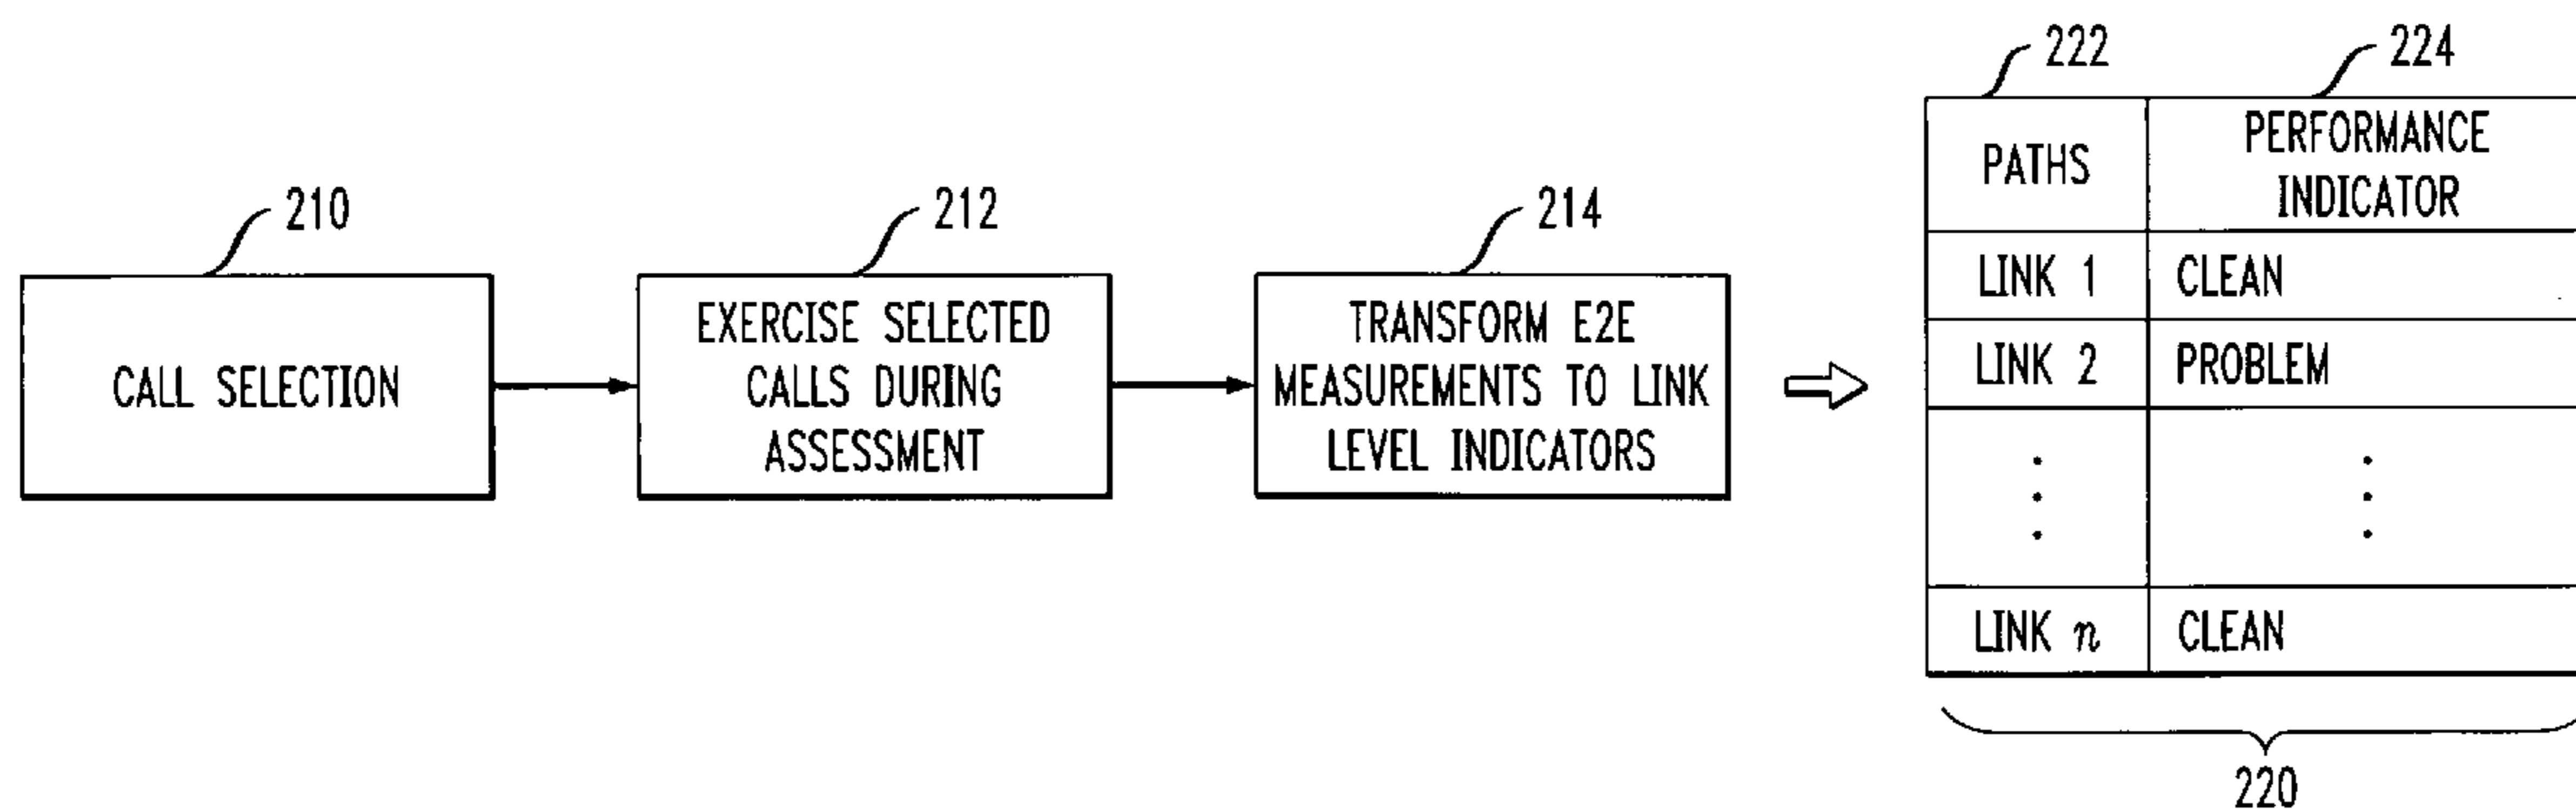 210
CALL SELECTION
212
EXERCISE SELECTED
CALLS DURING
ASSESSMENT
214
TRANSFORM E2E
MEASUREMENTS TO LINK
LEVEL INDICATORS
222
224
PATHS
PERFORMANCE
INDICATOR
LINK 1
CLEAN
LINK 2
PROBLEM
LINK n
CLEAN
220